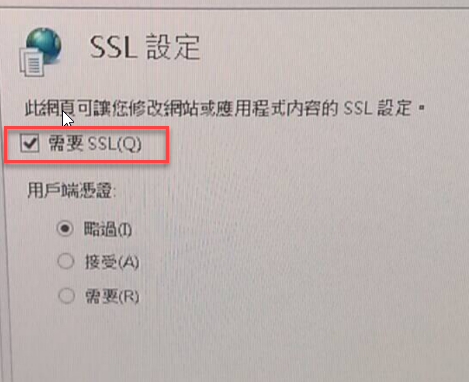 SSL 設定
此網頁可讓您修改網站或應用程式內容的 SSL 設定。
需要 SSL(Q)
用戶端憑證:
略過(I)
接受(A)
需要(R)